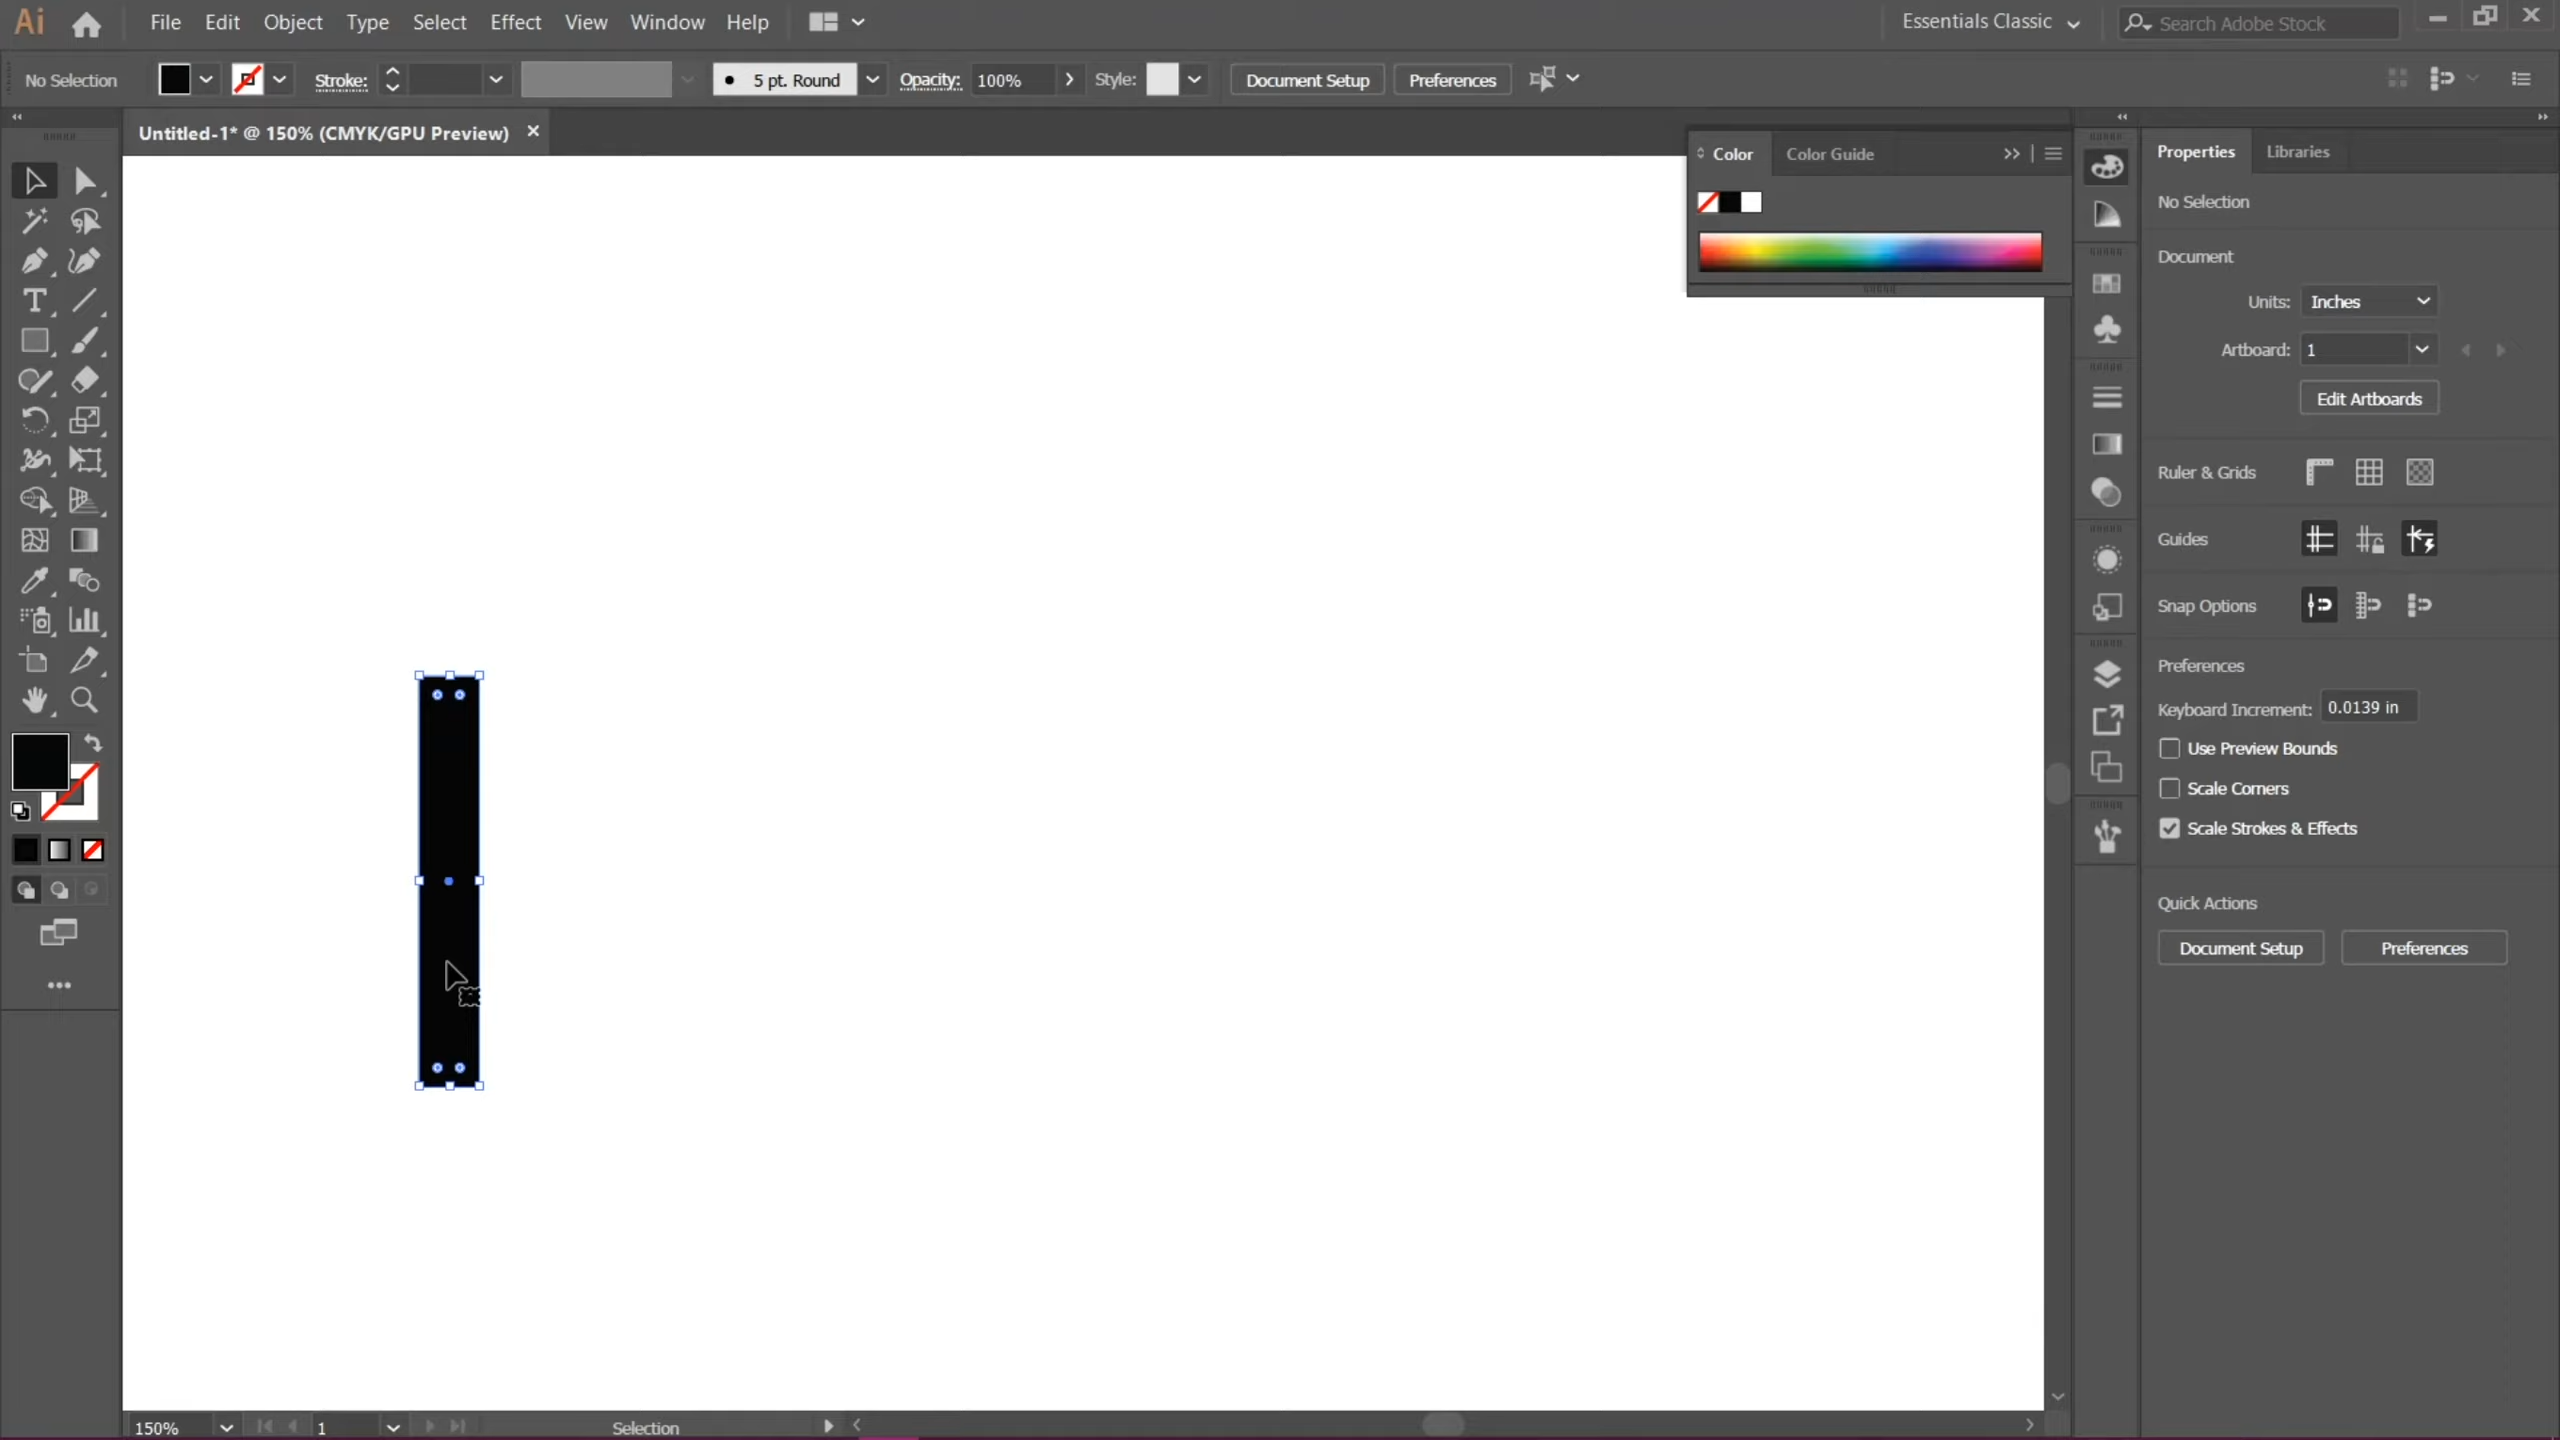 Ai File Edit Object Type Select Effect View Window Help Essentials Classic Search Adobe Stock
No Selection Stroke: 5 pt. Round Opacity: 100% Style: Document Setup Preferences
Untitled-1* @ 150% (CMYK/GPU Preview)
Color Color Guide
Properties Libraries
No Selection
Document
Units: Inches
Artboard: 1
Edit Artboards
Ruler & Grids
Guides
Snap Options
Preferences
Keyboard Increment: 0.0139 in
Use Preview Bounds
Scale Corners
Scale Strokes & Effects
Quick Actions
Document Setup Preferences
150% 1 Selection